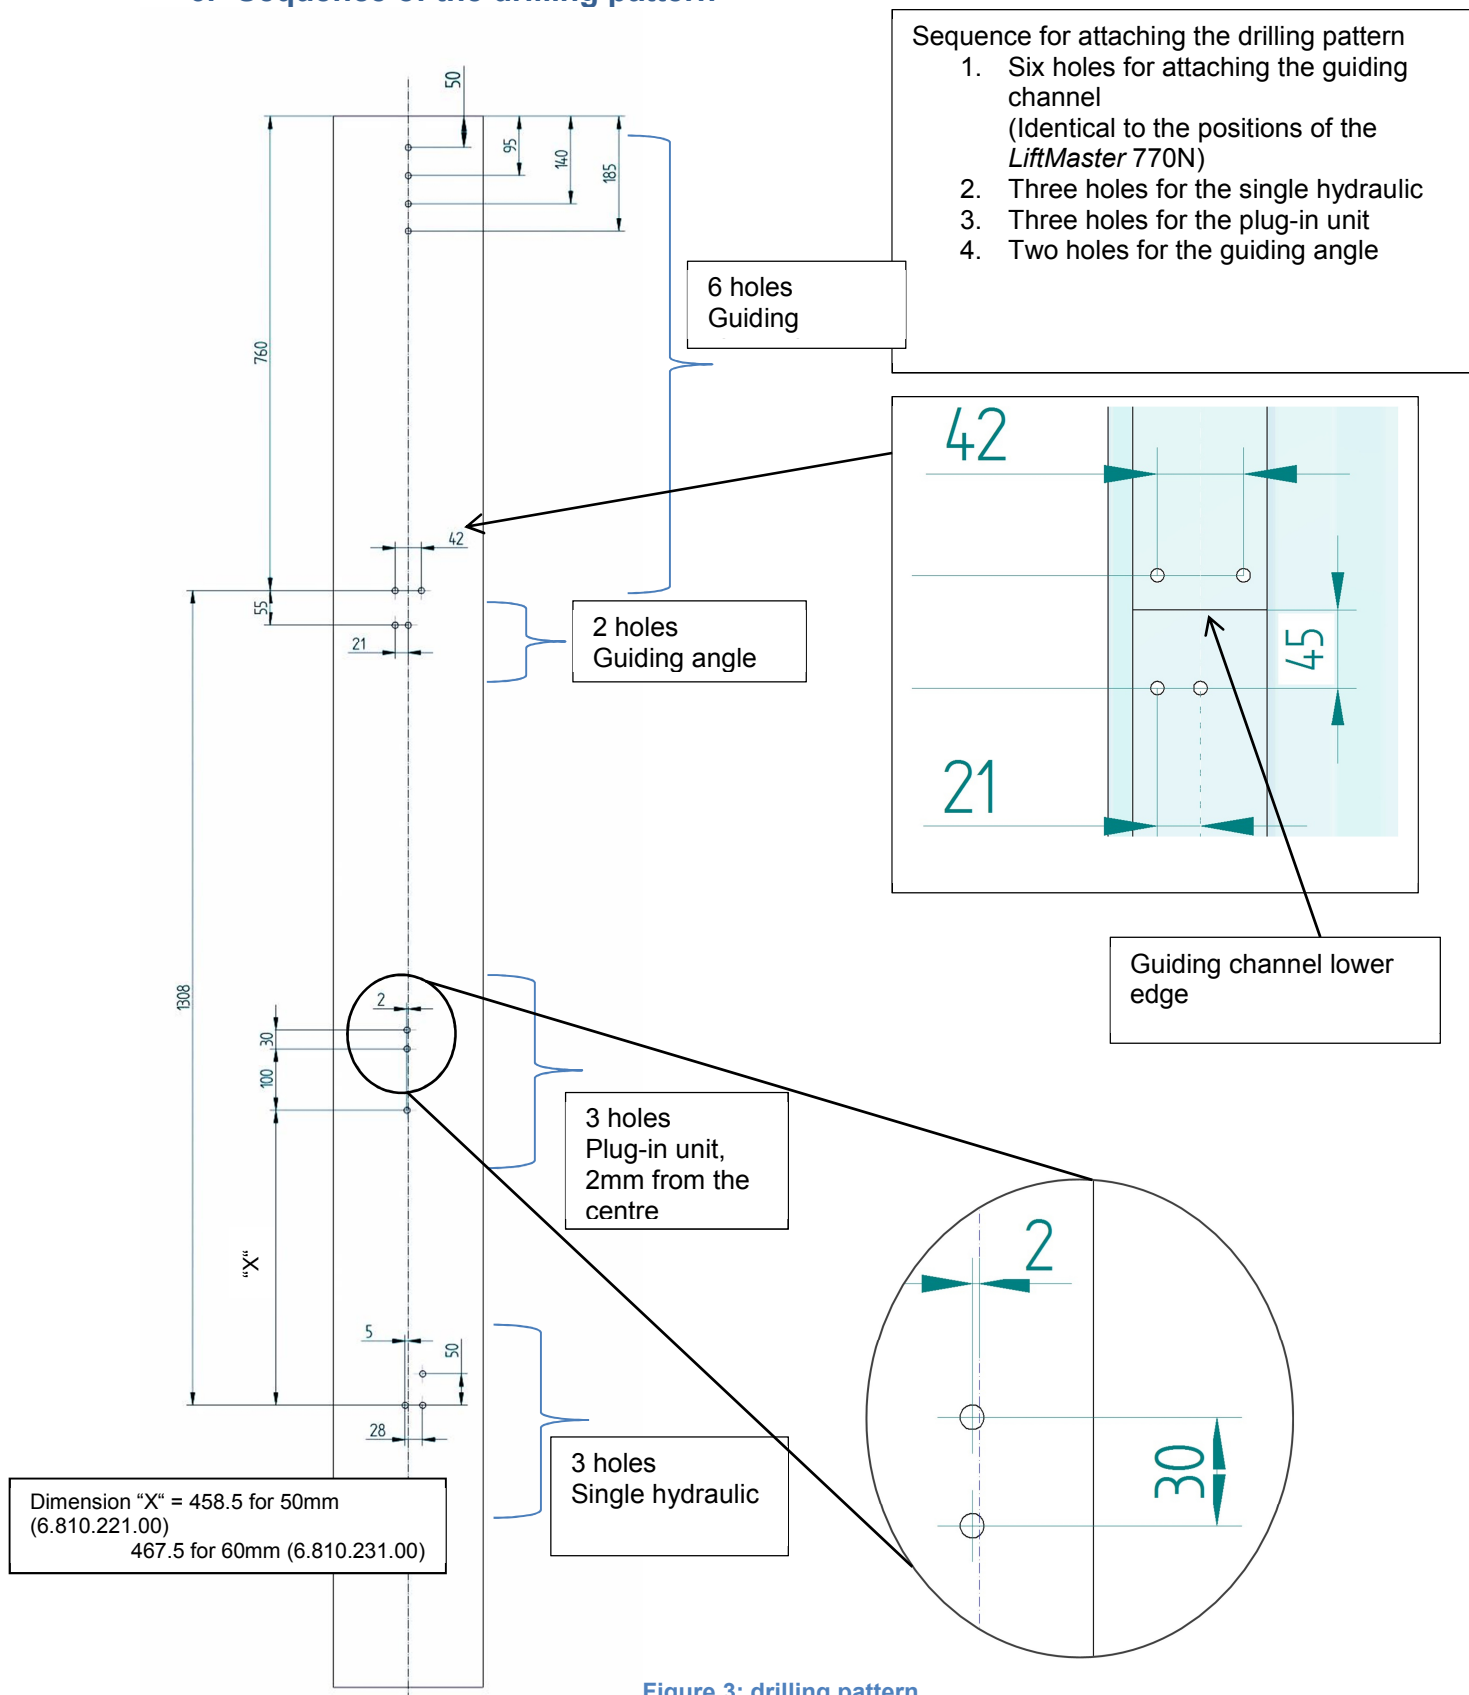 Sequence of the drilling pattern
Sequence for attaching the drilling pattern
1. Six holes for attaching the guiding
channel
(Identical to the positions of the
LiftMaster 770N)
2. Three holes for the single hydraulic
3. Three holes for the plug-in unit
4. Two holes for the guiding angle
50
95
140
185
760
6 holes
Guiding
42
55
21
2 holes
Guiding angle
42
45
21
Guiding channel lower
edge
1308
2
30
100
3 holes
Plug-in unit,
2mm from the
centre
"X"
2
30
5
50
28
3 holes
Single hydraulic
Dimension “X“ = 458.5 for 50mm
(6.810.221.00)
467.5 for 60mm (6.810.231.00)
Figure 3: drilling pattern